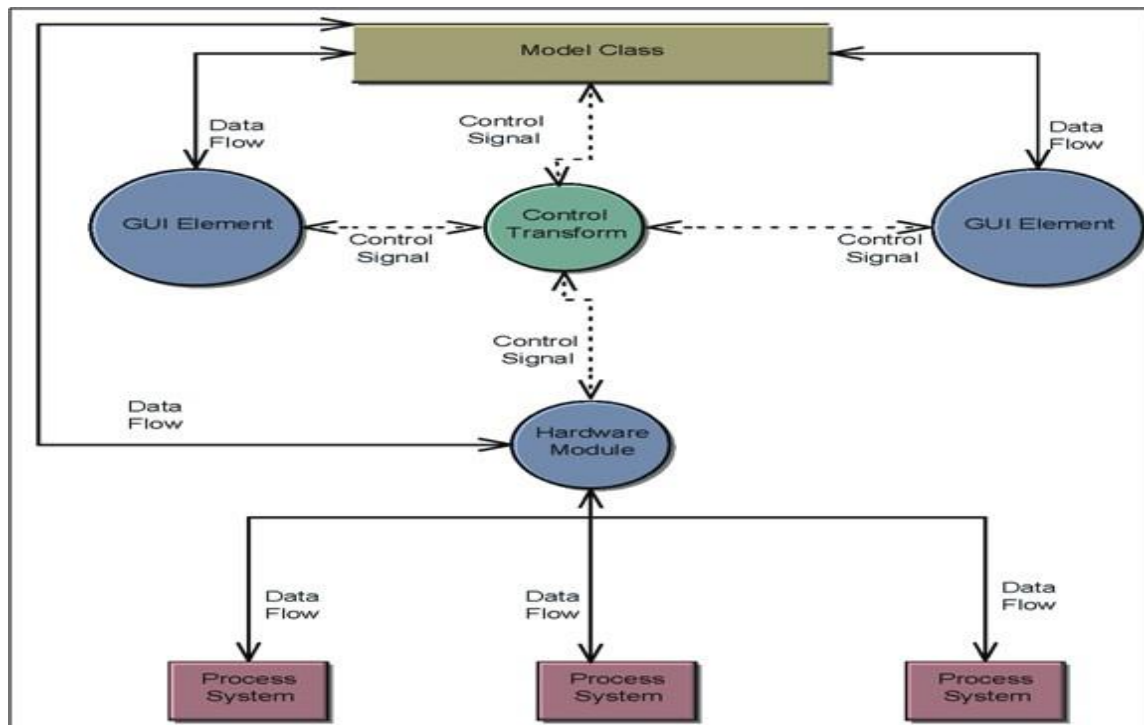 Model Class
Data
Flow
Control
Signal
Data
Flow
GUI Element
Control
Signal
Control
Transform
Control
Signal
GUI Element
Control
Signal
Data
Flow
Hardware
Module
Data
Flow
Data
Flow
Data
Flow
Process
System
Process
System
Process
System